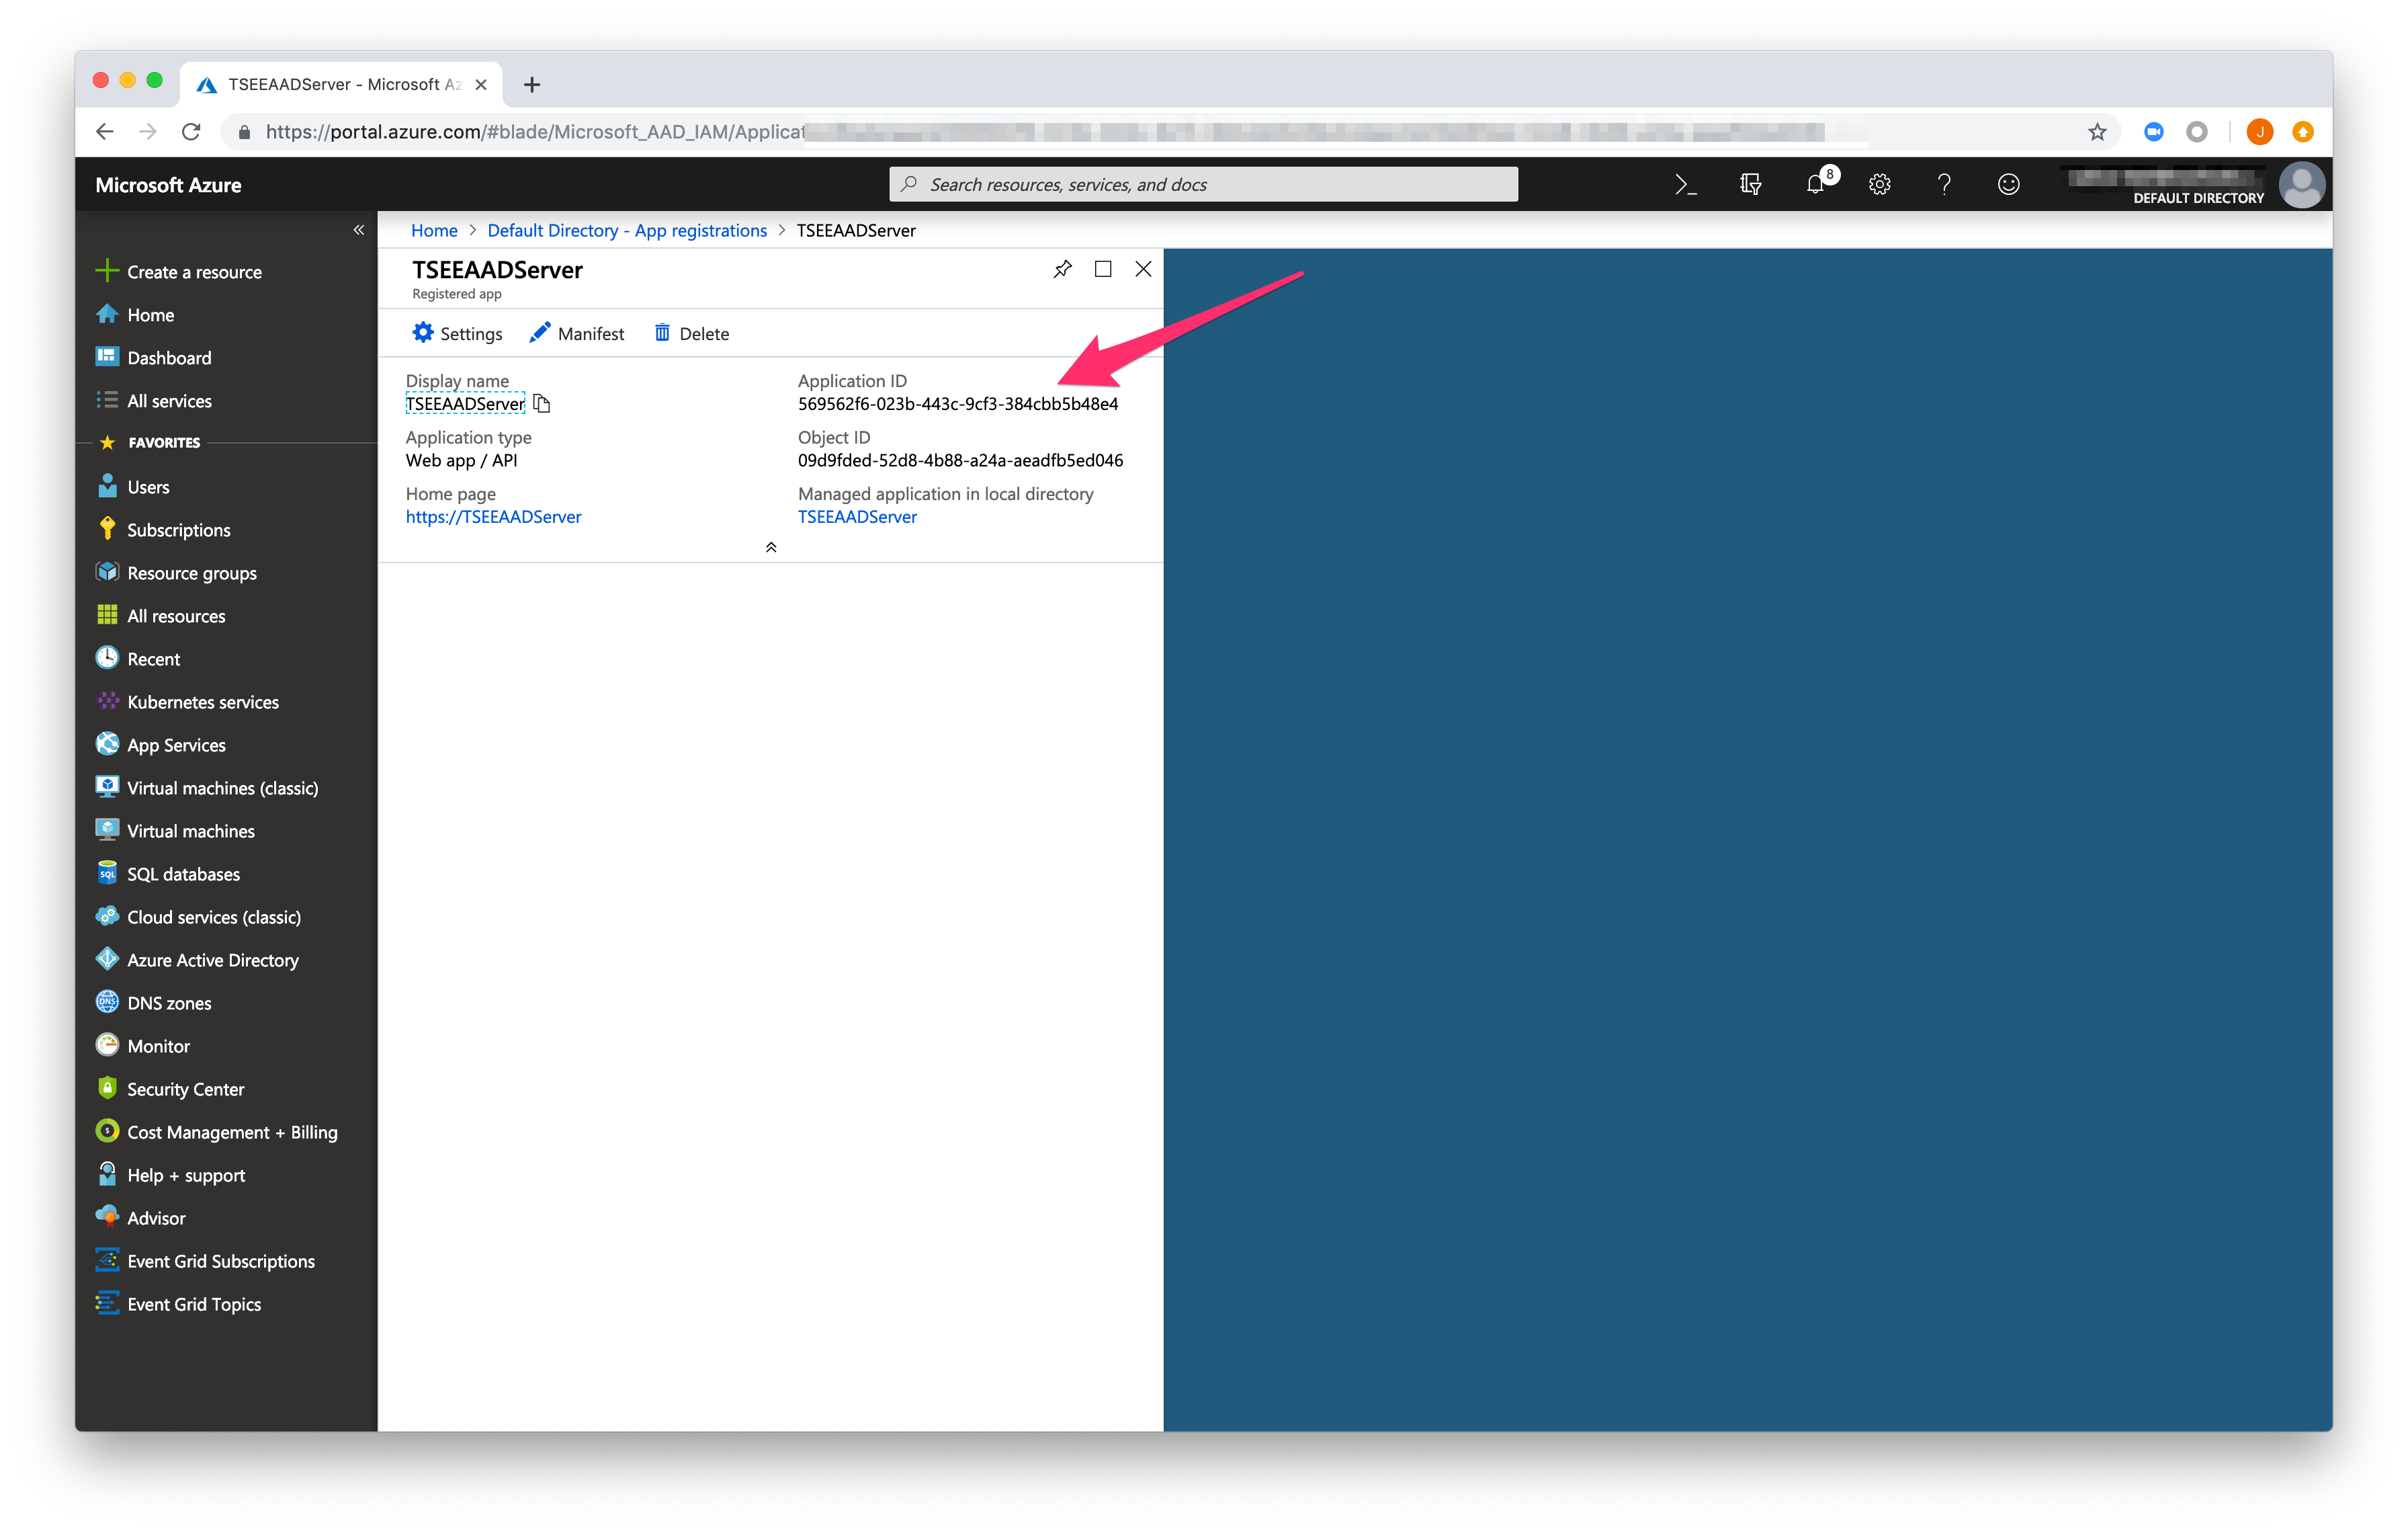 TSEEAADServer - Microsoft Az
https://portal.azure.com/#blade/Microsoft_AAD_IAM/Applicat
J
Microsoft Azure
Search resources, services, and docs
8
DEFAULT DIRECTORY
Home > Default Directory - App registrations > TSEEAADServer
Create a resource
Home
Dashboard
All services
FAVORITES
Users
Subscriptions
Resource groups
All resources
Recent
Kubernetes services
App Services
Virtual machines (classic)
Virtual machines
SQL
SQL databases
Cloud services (classic)
Azure Active Directory
DNS
DNS zones
Monitor
Security Center
Cost Management + Billing
Help + support
Advisor
Event Grid Subscriptions
Event Grid Topics
TSEEAADServer
Registered app
Settings
Manifest
Delete
Display name
TSEEAADServer
Application type
Web app / API
Home page
https://TSEEAADServer
Application ID
569562f6-023b-443c-9cf3-384cbb5b48e4
Object ID
09d9fded-52d8-4b88-a24a-aeadfb5ed046
Managed application in local directory
TSEEAADServer